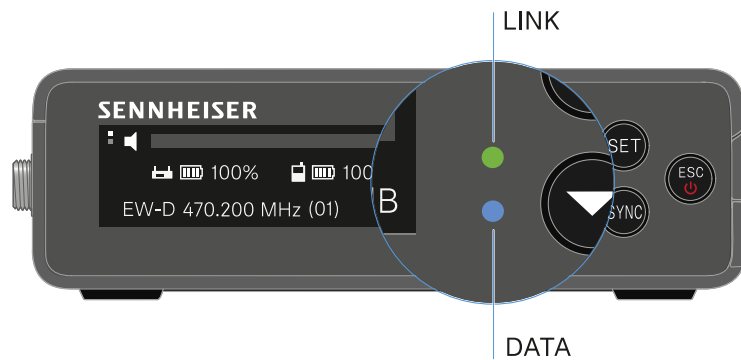 LINK
SENNHEISER
SET
ESC
100% 100
EW-D 470.200 MHz (01) B
SYNC
DATA